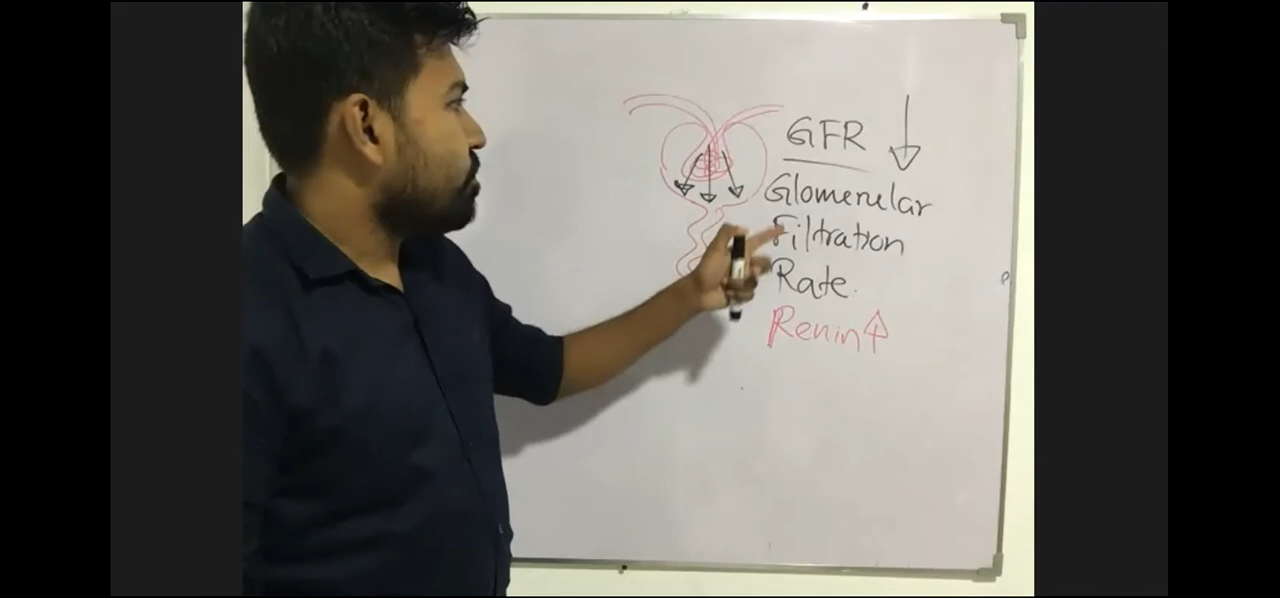 GFR ↓
Glomerular
Filtration
Rate.
Renin ↑